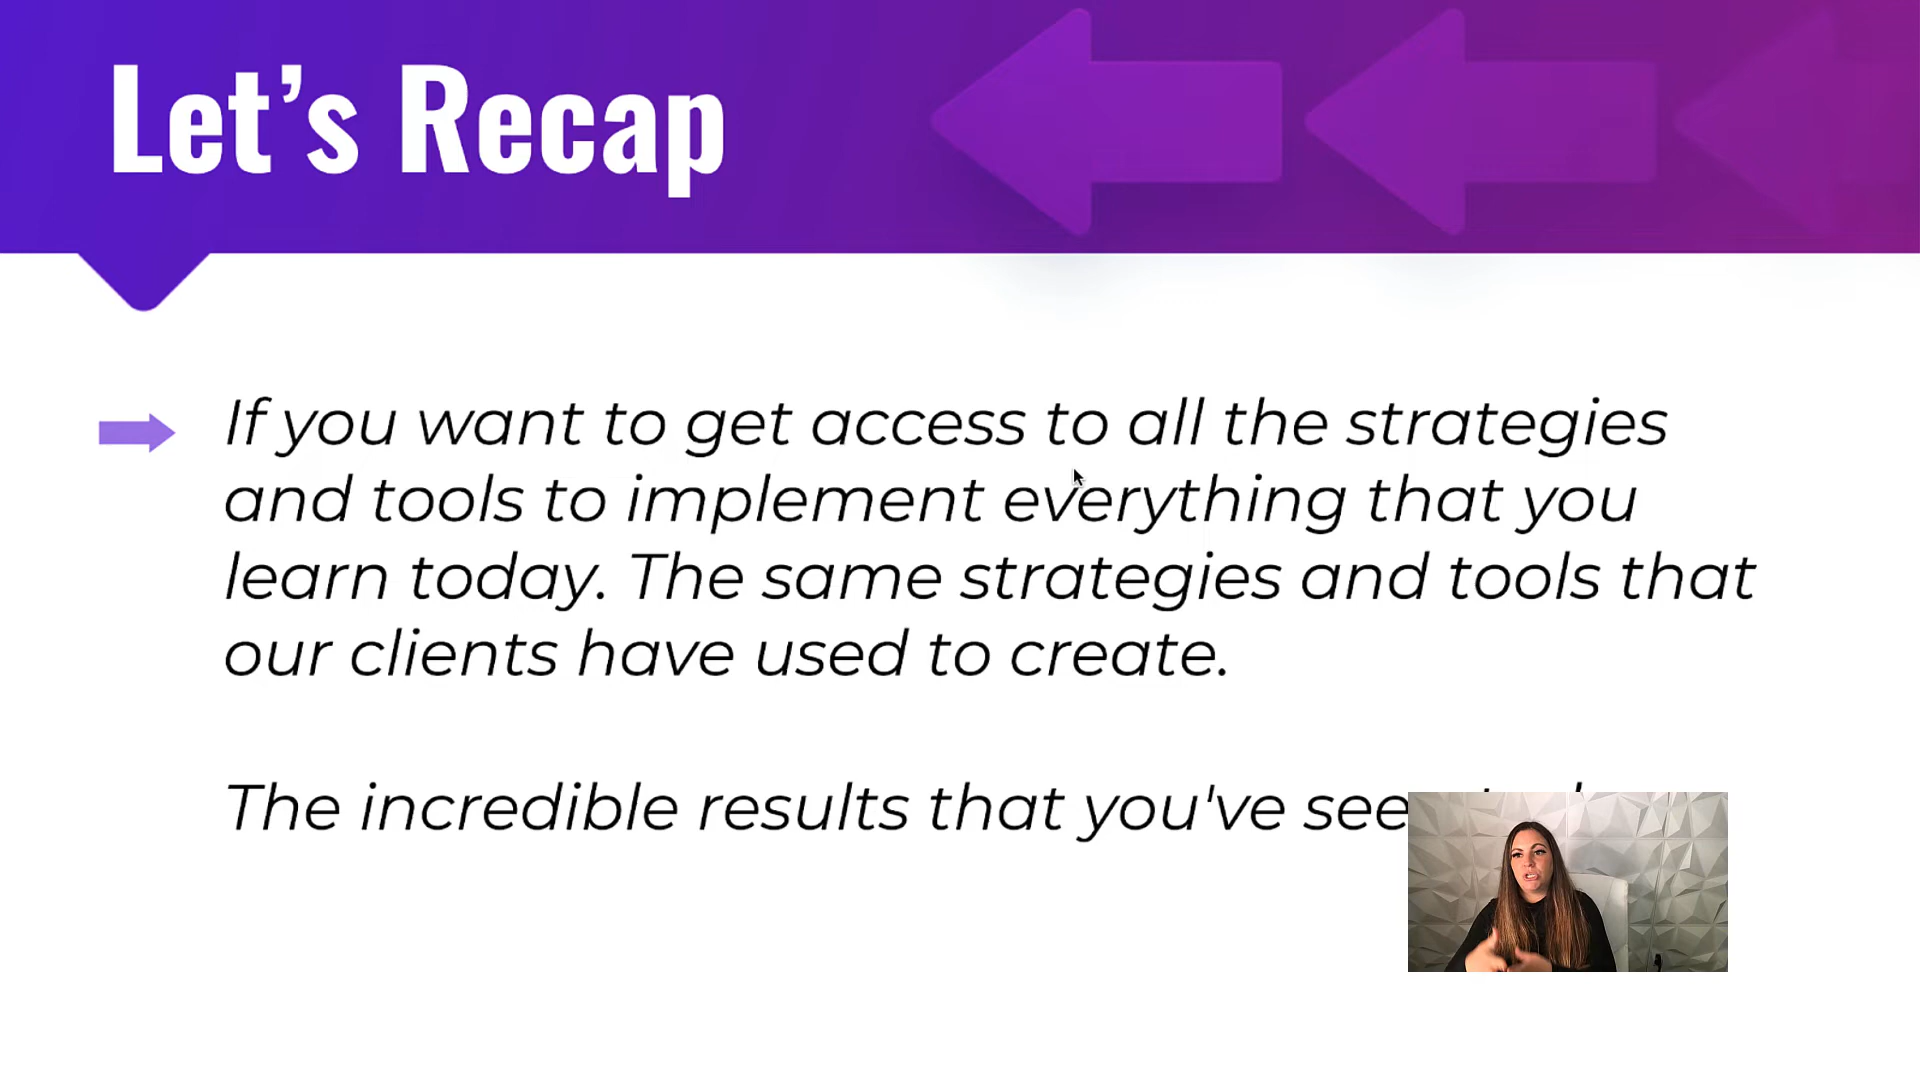 Let’s Recap
If you want to get access to all the strategies
and tools to implement everything that you
learn today. The same strategies and tools that
our clients have used to create.
The incredible results that you've